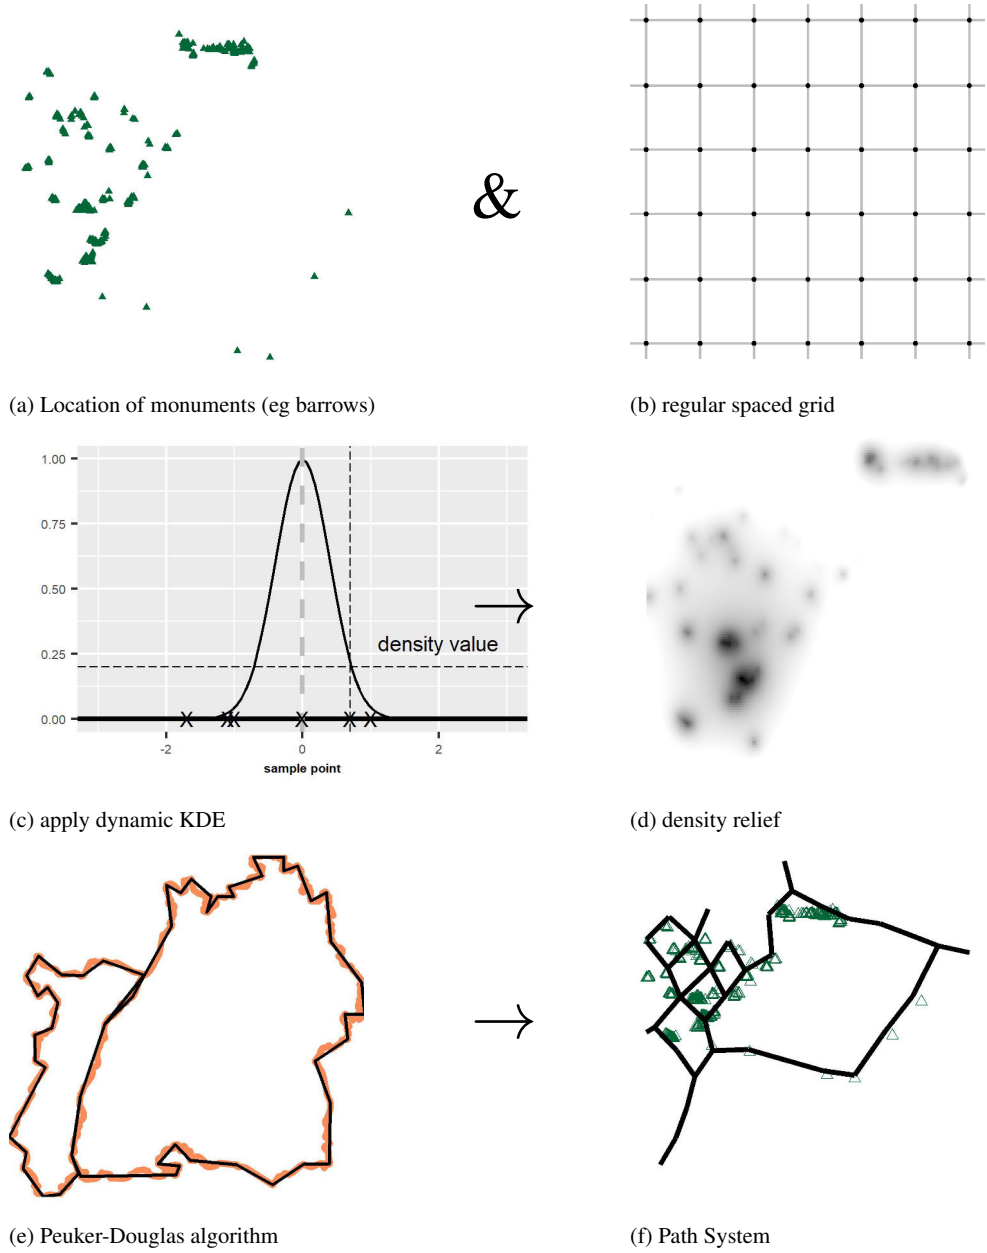 &
(a) Location of monuments (eg barrows)
(b) regular spaced grid
1.00
0.75
0.50
0.25
0.00
density value
X X X X X X
-2 0 2
sample point
(c) apply dynamic KDE
(d) density relief
(e) Peuker-Douglas algorithm
(f) Path System